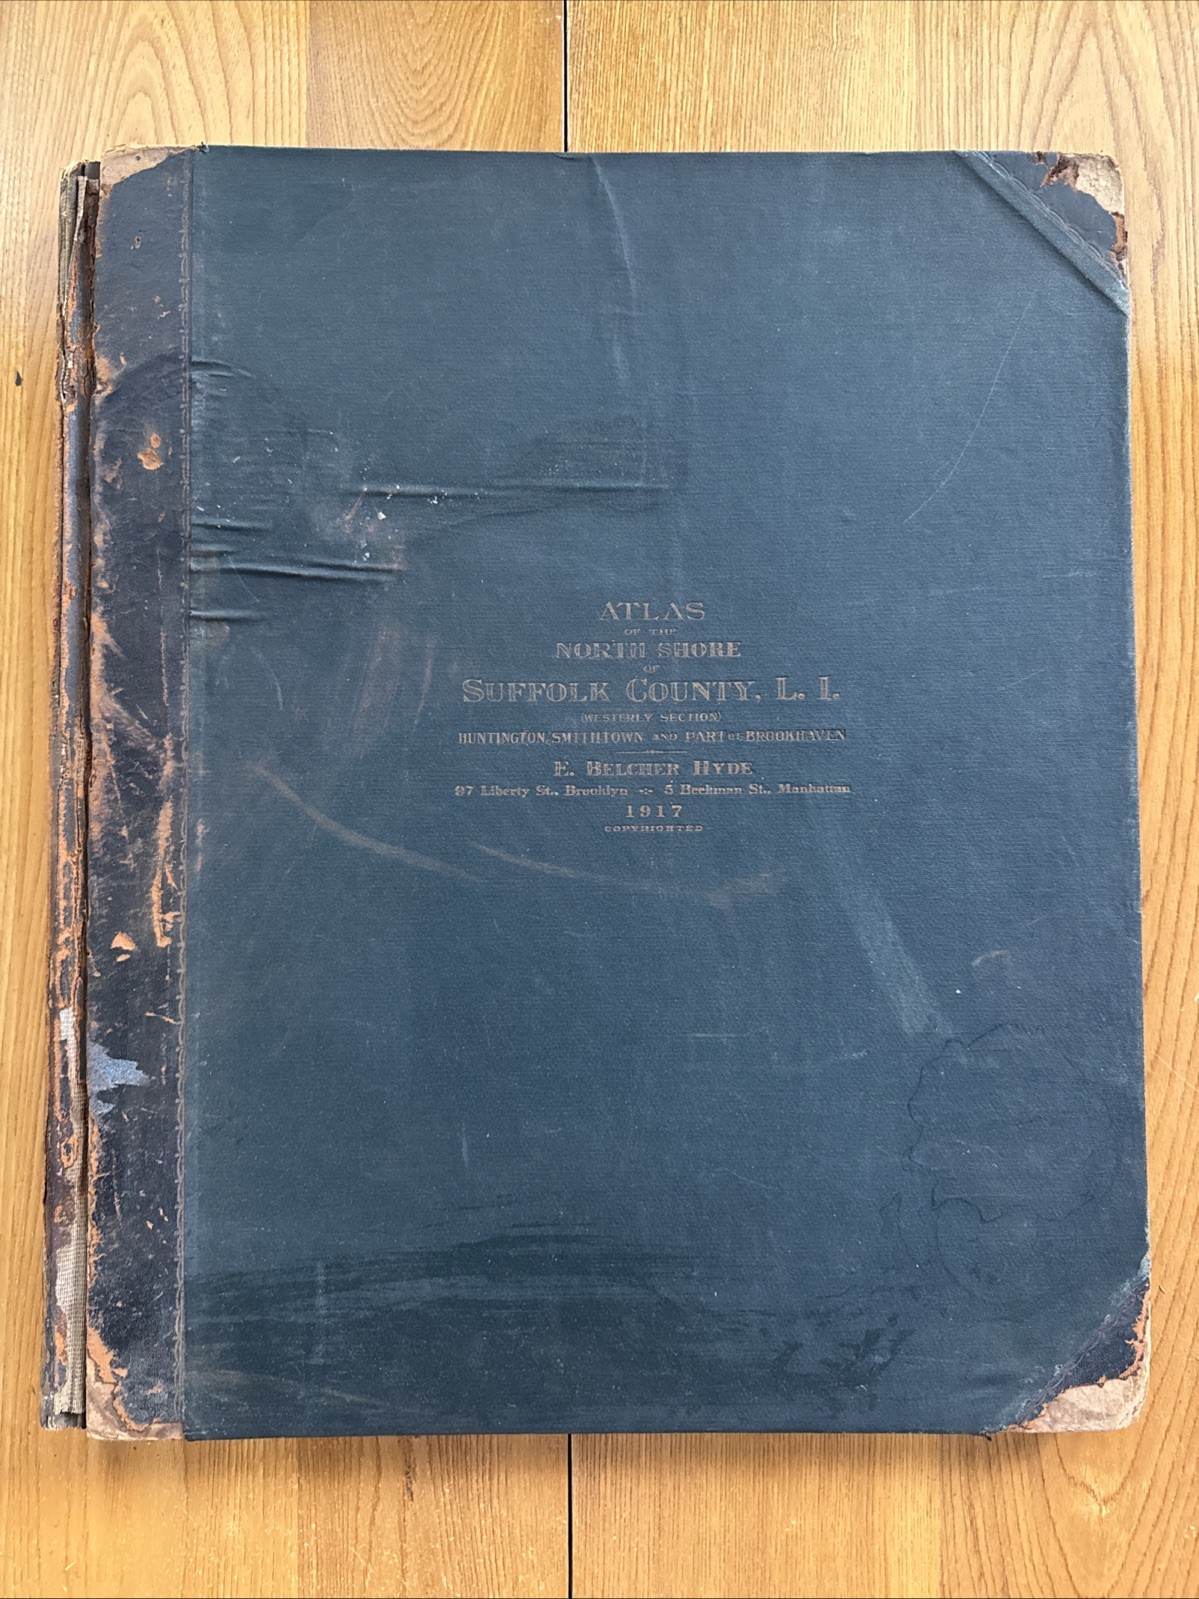 ATLAS
OF THE
NORTH SHORE
OF
SUFFOLK COUNTY, L. I.
(WESTERLY SECTION)
HUNTINGTON, SMITHTOWN AND PART OF BROOKHAVEN
E. BELCHER HYDE
97 Liberty St., Brooklyn -:- 5 Beekman St., Manhattan
1917
COPYRIGHTED